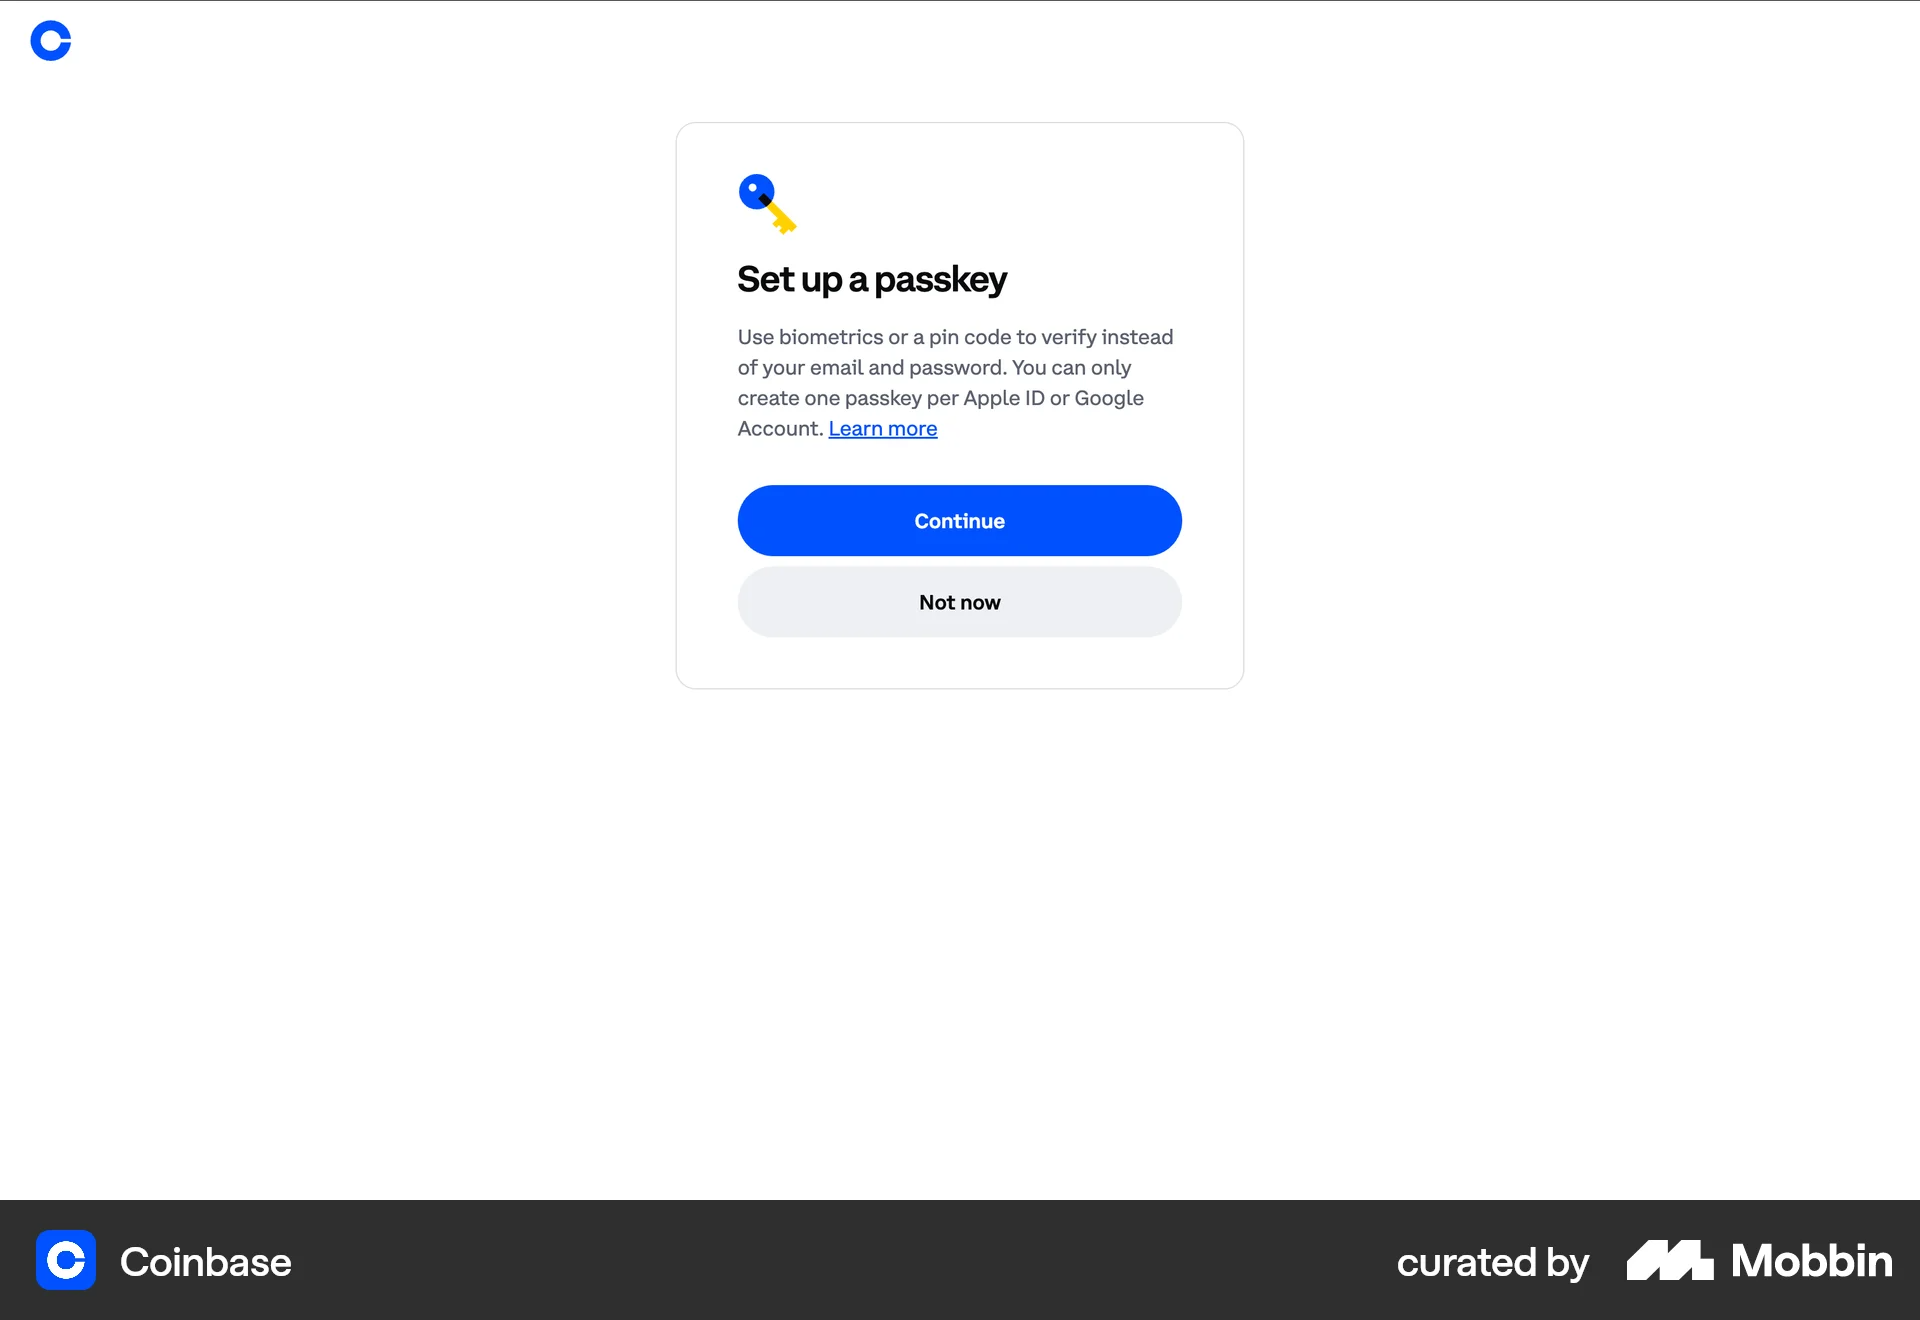 Set up a passkey
Use biometrics or a pin code to verify instead
of your email and password. You can only
create one passkey per Apple ID or Google
Account. Learn more
Continue
Not now
Coinbase
curated by Mobbin